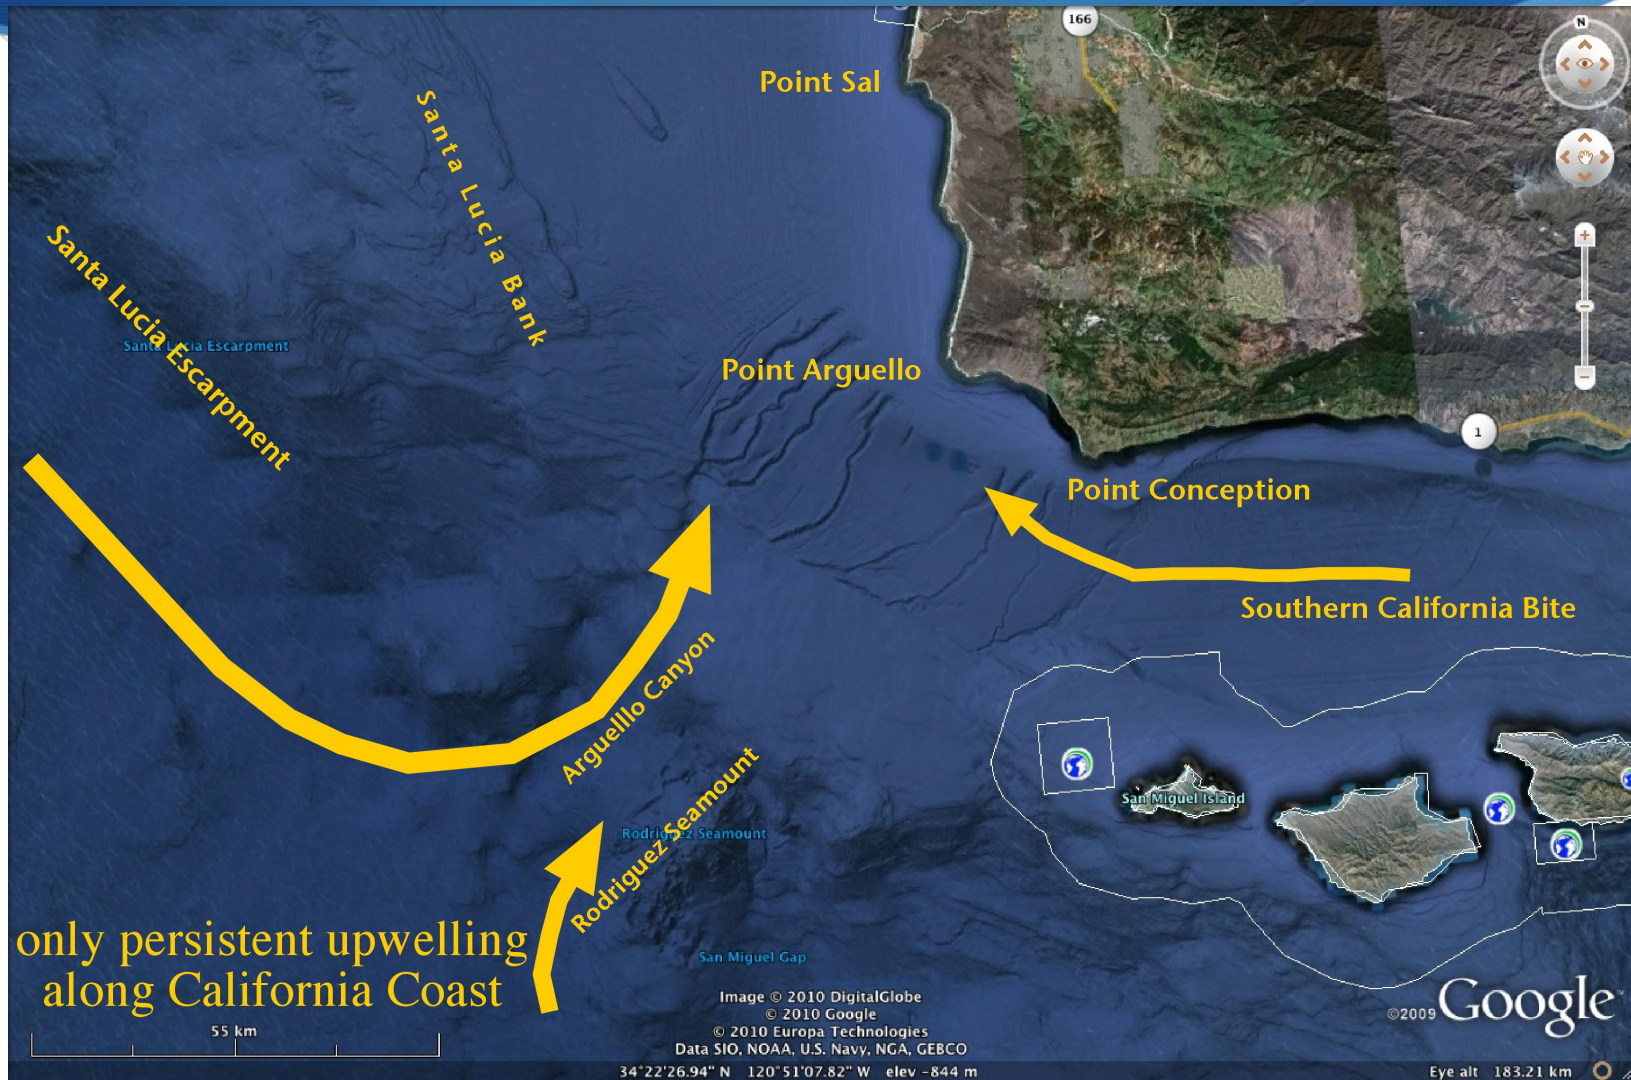 166
N
Point Sal
Santa Lucia Bank
Santa Lucia Escarpment
Santa Lucia Escarpment
Point Arguello
1
Point Conception
Southern California Bite
Arguelllo Canyon
Rodriguez Seamount
Rodriguez Seamount
San Miguel Island
only persistent upwelling
along California Coast
San Miguel Gap
55 km
Image © 2010 DigitalGlobe
© 2010 Google
© 2010 Europa Technologies
Data SIO, NOAA, U.S. Navy, NGA, GEBCO
©2009 Google
34°22'26.94" N 120°51'07.82" W elev -844 m
Eye alt 183.21 km